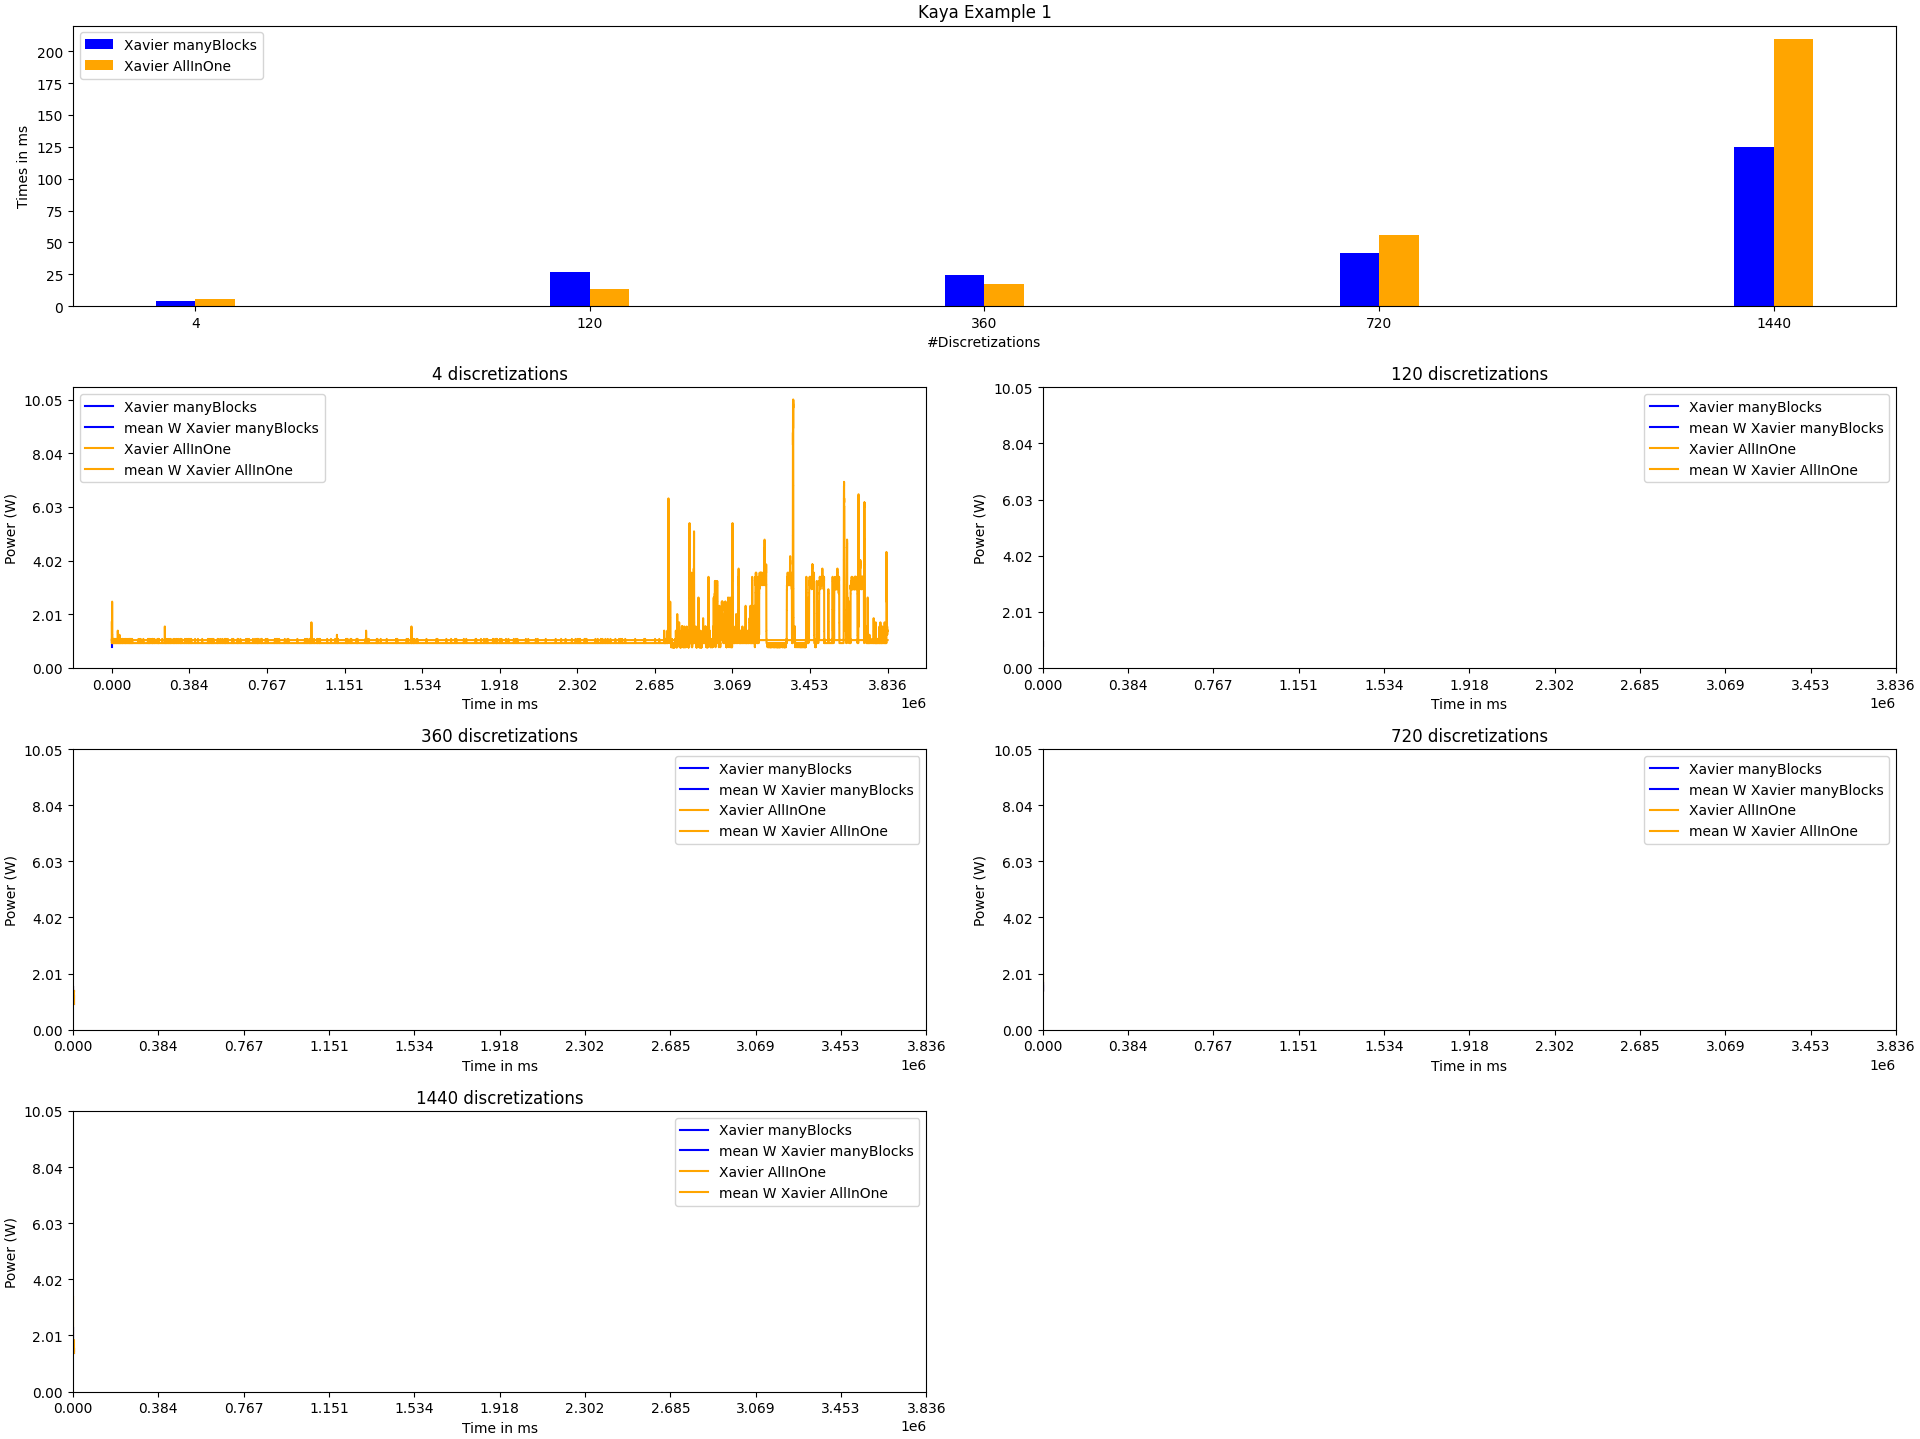 Kaya Example 1
Xavier manyBlocks
Xavier AllInOne
Times in ms
200
175
150
125
100
75
50
25
0
4 120 360 720 1440
#Discretizations
4 discretizations
Xavier manyBlocks
mean W Xavier manyBlocks
Xavier AllInOne
mean W Xavier AllInOne
Power (W)
10.05
8.04
6.03
4.02
2.01
0.00
0.000 0.384 0.767 1.151 1.534 1.918 2.302 2.685 3.069 3.453 3.836
Time in ms
1e6
120 discretizations
Xavier manyBlocks
mean W Xavier manyBlocks
Xavier AllInOne
mean W Xavier AllInOne
Power (W)
10.05
8.04
6.03
4.02
2.01
0.00
0.000 0.384 0.767 1.151 1.534 1.918 2.302 2.685 3.069 3.453 3.836
Time in ms
1e6
360 discretizations
Xavier manyBlocks
mean W Xavier manyBlocks
Xavier AllInOne
mean W Xavier AllInOne
Power (W)
10.05
8.04
6.03
4.02
2.01
0.00
0.000 0.384 0.767 1.151 1.534 1.918 2.302 2.685 3.069 3.453 3.836
Time in ms
1e6
720 discretizations
Xavier manyBlocks
mean W Xavier manyBlocks
Xavier AllInOne
mean W Xavier AllInOne
Power (W)
10.05
8.04
6.03
4.02
2.01
0.00
0.000 0.384 0.767 1.151 1.534 1.918 2.302 2.685 3.069 3.453 3.836
Time in ms
1e6
1440 discretizations
Xavier manyBlocks
mean W Xavier manyBlocks
Xavier AllInOne
mean W Xavier AllInOne
Power (W)
10.05
8.04
6.03
4.02
2.01
0.00
0.000 0.384 0.767 1.151 1.534 1.918 2.302 2.685 3.069 3.453 3.836
Time in ms
1e6